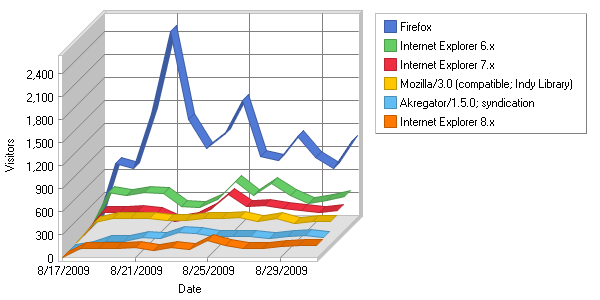 Firefox
Internet Explorer 6.x
Internet Explorer 7.x
Mozilla/3.0 (compatible; Indy Library)
Akregator/1.5.0; syndication
Internet Explorer 8.x
2,400
2,100
1,800
1,500
1,200
900
600
300
0
Visitors
8/17/2009 8/21/2009 8/25/2009 8/29/2009
Date